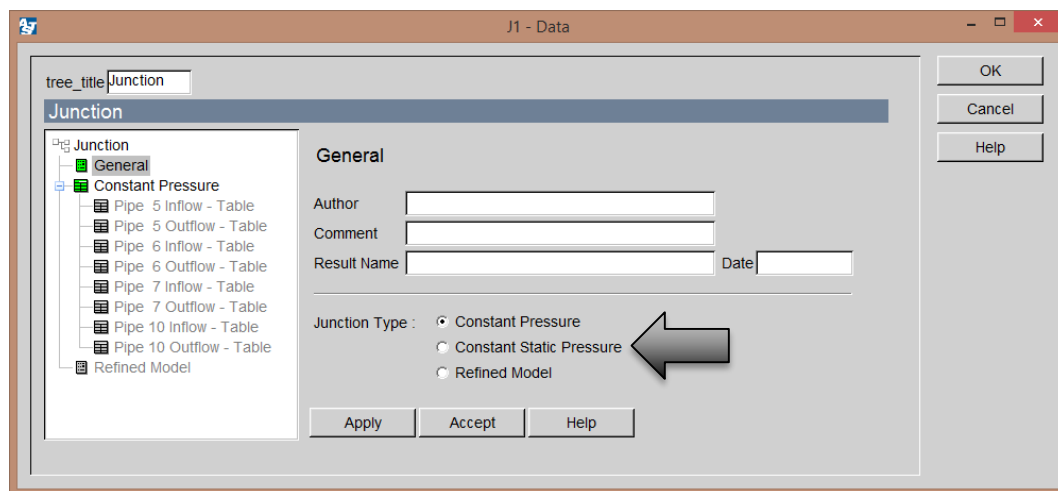 J1 - Data
tree_title Junction
OK
Cancel
Help
Junction
Junction
General
Constant Pressure
Pipe 5 Inflow - Table
Pipe 5 Outflow - Table
Pipe 6 Inflow - Table
Pipe 6 Outflow - Table
Pipe 7 Inflow - Table
Pipe 7 Outflow - Table
Pipe 10 Inflow - Table
Pipe 10 Outflow - Table
Refined Model
General
Author
Comment
Result Name Date
Junction Type : Constant Pressure
Constant Static Pressure
Refined Model
Apply Accept Help